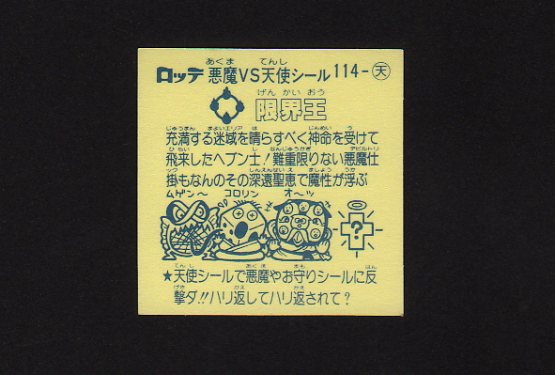 ロッテ 悪魔VS天使シール 114-天
限界王
充満する迷域を晴らすべく神命を受けて
飛来したヘブン士!難重限りない悪魔仕
掛もなんのその深遠聖恵で魔性が浮ぶ
ムゲン〜 コロリン オ〜ッ
?
★天使シールで悪魔やお守りシールに反
撃ダ!!ハリ返してハリ返されて?